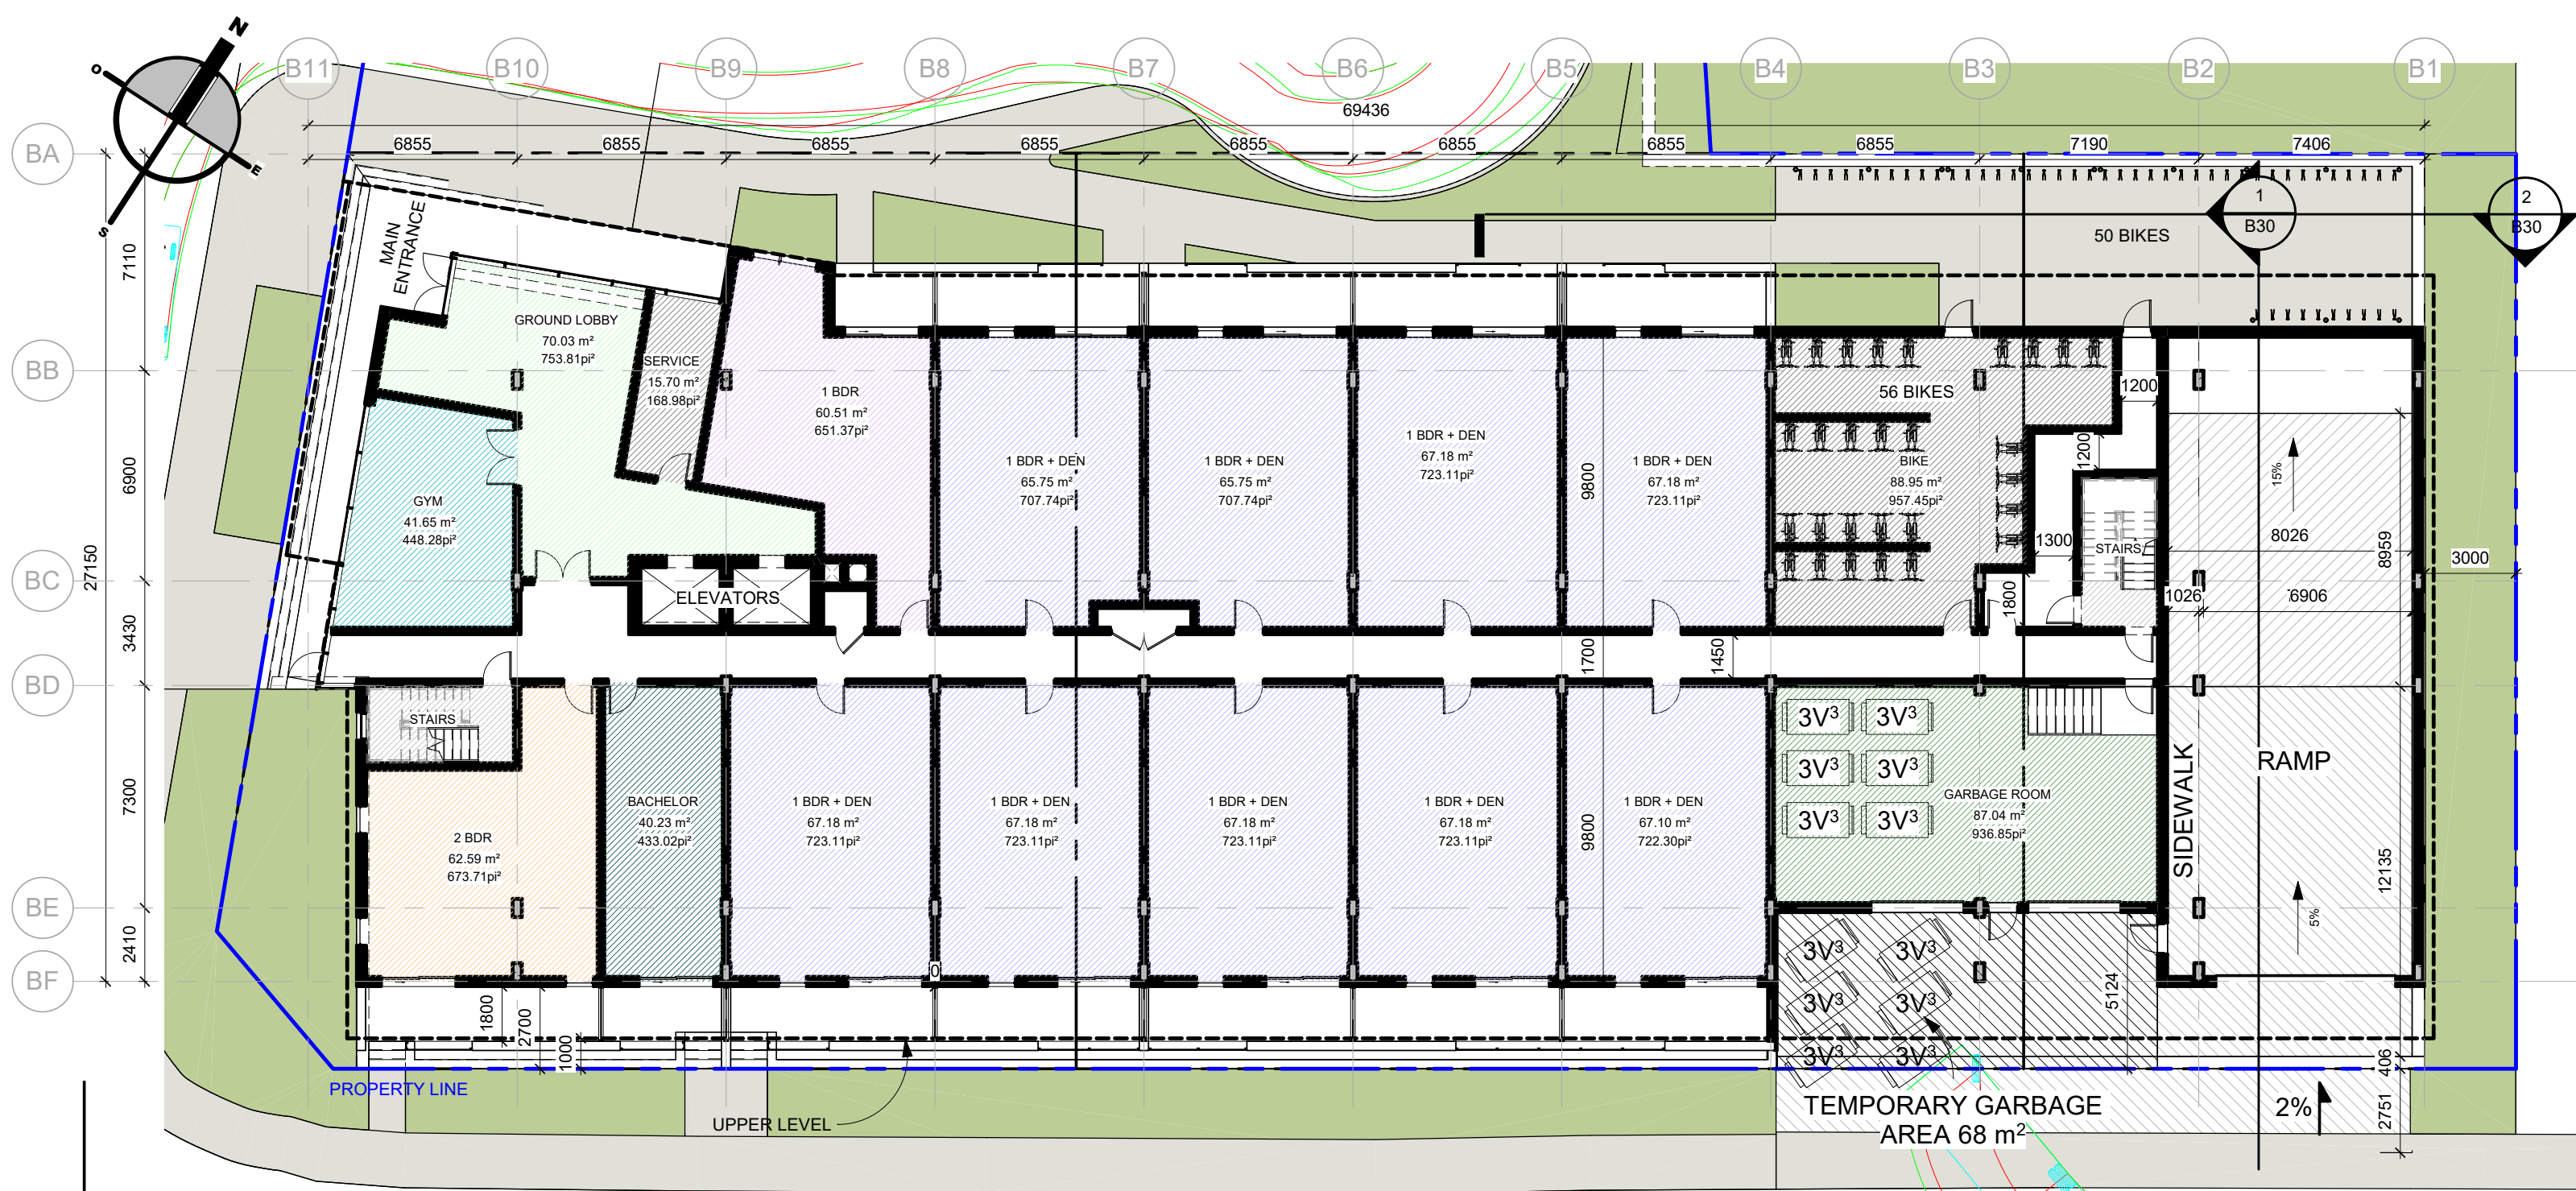 N
O
E
S
B11
B10
B9
B8
B7
B6
B5
B4
B3
B2
B1
69436
6855
6855
6855
6855
6855
6855
6855
6855
7190
7406
BA
BB
BC
BD
BE
BF
27150
7110
6900
3430
7300
2410
MAIN
ENTRANCE
GROUND LOBBY
70.03 m²
753.81pi²
SERVICE
15.70 m²
168.98pi²
1 BDR
60.51 m²
651.37pi²
1 BDR + DEN
65.75 m²
707.74pi²
1 BDR + DEN
65.75 m²
707.74pi²
1 BDR + DEN
67.18 m²
723.11pi²
1 BDR + DEN
67.18 m²
723.11pi²
9800
50 BIKES
1
B30
2
B30
56 BIKES
BIKE
88.95 m²
957.45pi²
1200
1200
1300
1800
STAIRS
15%
8026
8959
3000
1026
6906
GYM
41.65 m²
448.28pi²
ELEVATORS
1700
1450
STAIRS
2 BDR
62.59 m²
673.71pi²
BACHELOR
40.23 m²
433.02pi²
1 BDR + DEN
67.18 m²
723.11pi²
1 BDR + DEN
67.18 m²
723.11pi²
1 BDR + DEN
67.18 m²
723.11pi²
1 BDR + DEN
67.18 m²
723.11pi²
1 BDR + DEN
67.10 m²
722.30pi²
9800
3V³
3V³
3V³
3V³
3V³
3V³
GARBAGE ROOM
87.04 m²
936.85pi²
SIDEWALK
RAMP
12135
5%
0
3V³
3V³
3V³
3V³
3V³
3V³
5124
1800
2700
1000
406
2751
PROPERTY LINE
UPPER LEVEL
TEMPORARY GARBAGE
AREA 68 m²
2%